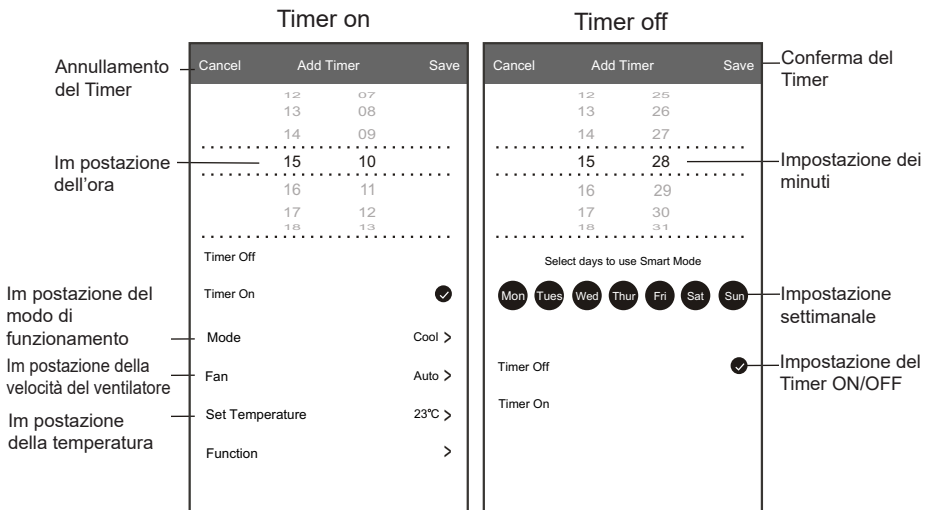 Timer on
Timer off
Annullamento
del Timer
Im postazione
dell'ora
Im postazione del
modo di
funzionamento
Im postazione della
velocità del ventilatore
Im postazione
della temperatura
Cancel Add Timer Save
12 07
13 08
14 09
15 10
16 11
17 12
18 13
Timer Off
Timer On
Mode Cool >
Fan Auto >
Set Temperature 23℃ >
Function >
Cancel Add Timer Save
12 25
13 26
14 27
15 28
16 29
17 30
18 31
Select days to use Smart Mode
Mon Tues Wed Thur Fri Sat Sun
Timer Off
Timer On
Conferma del
Timer
Impostazione dei
minuti
Impostazione
settimanale
Impostazione del
Timer ON/OFF